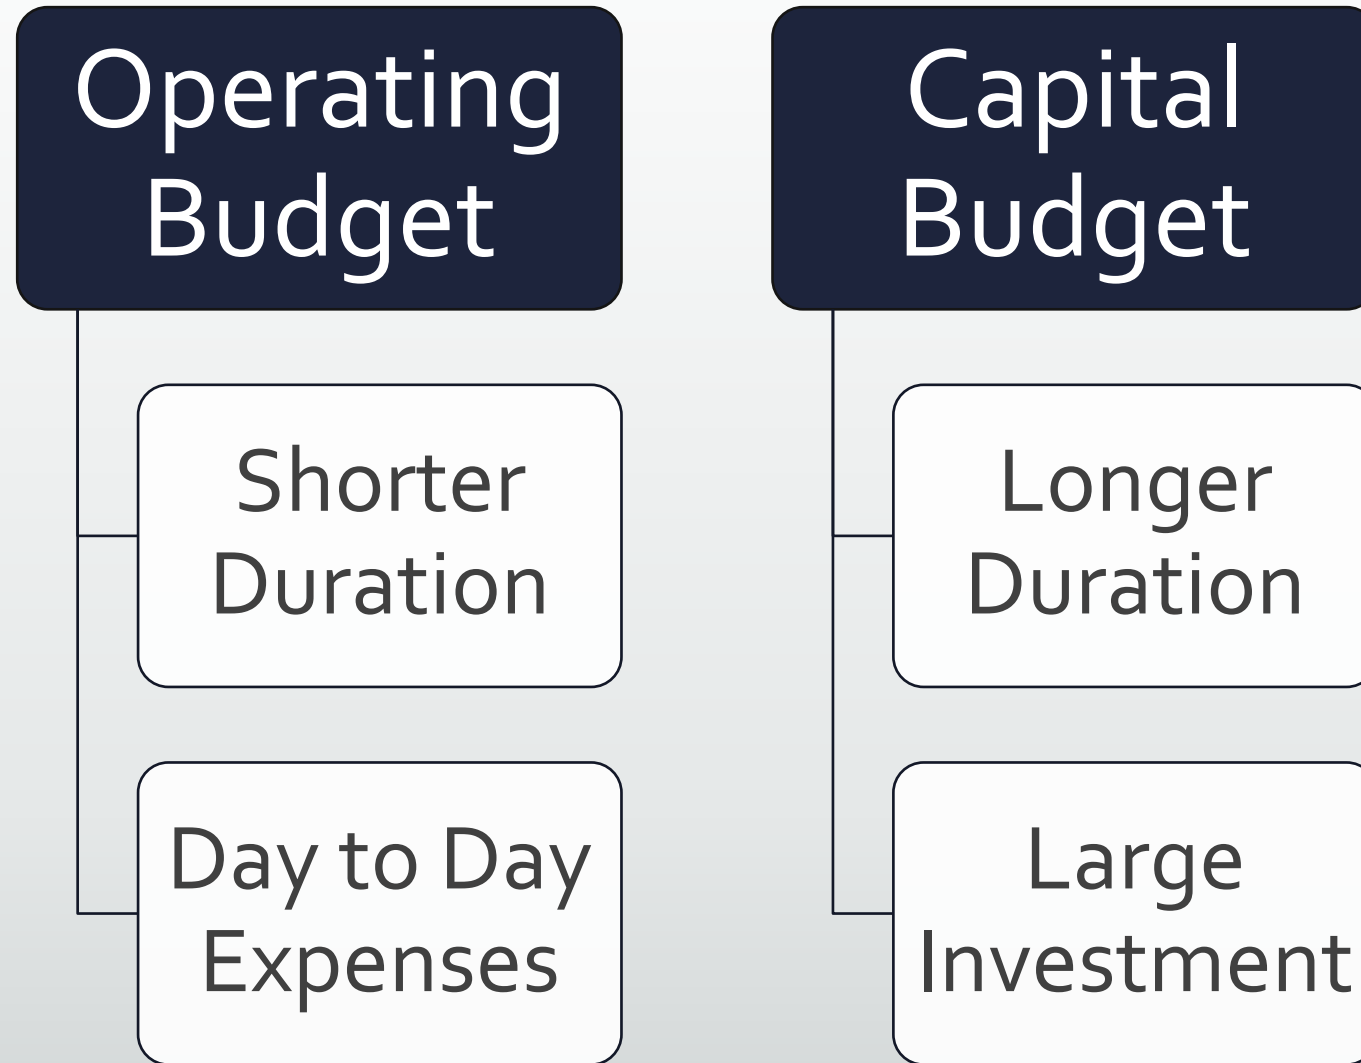 Operating
Budget
Shorter
Duration
Day to Day
Expenses
Capital
Budget
Longer
Duration
Large
Investment